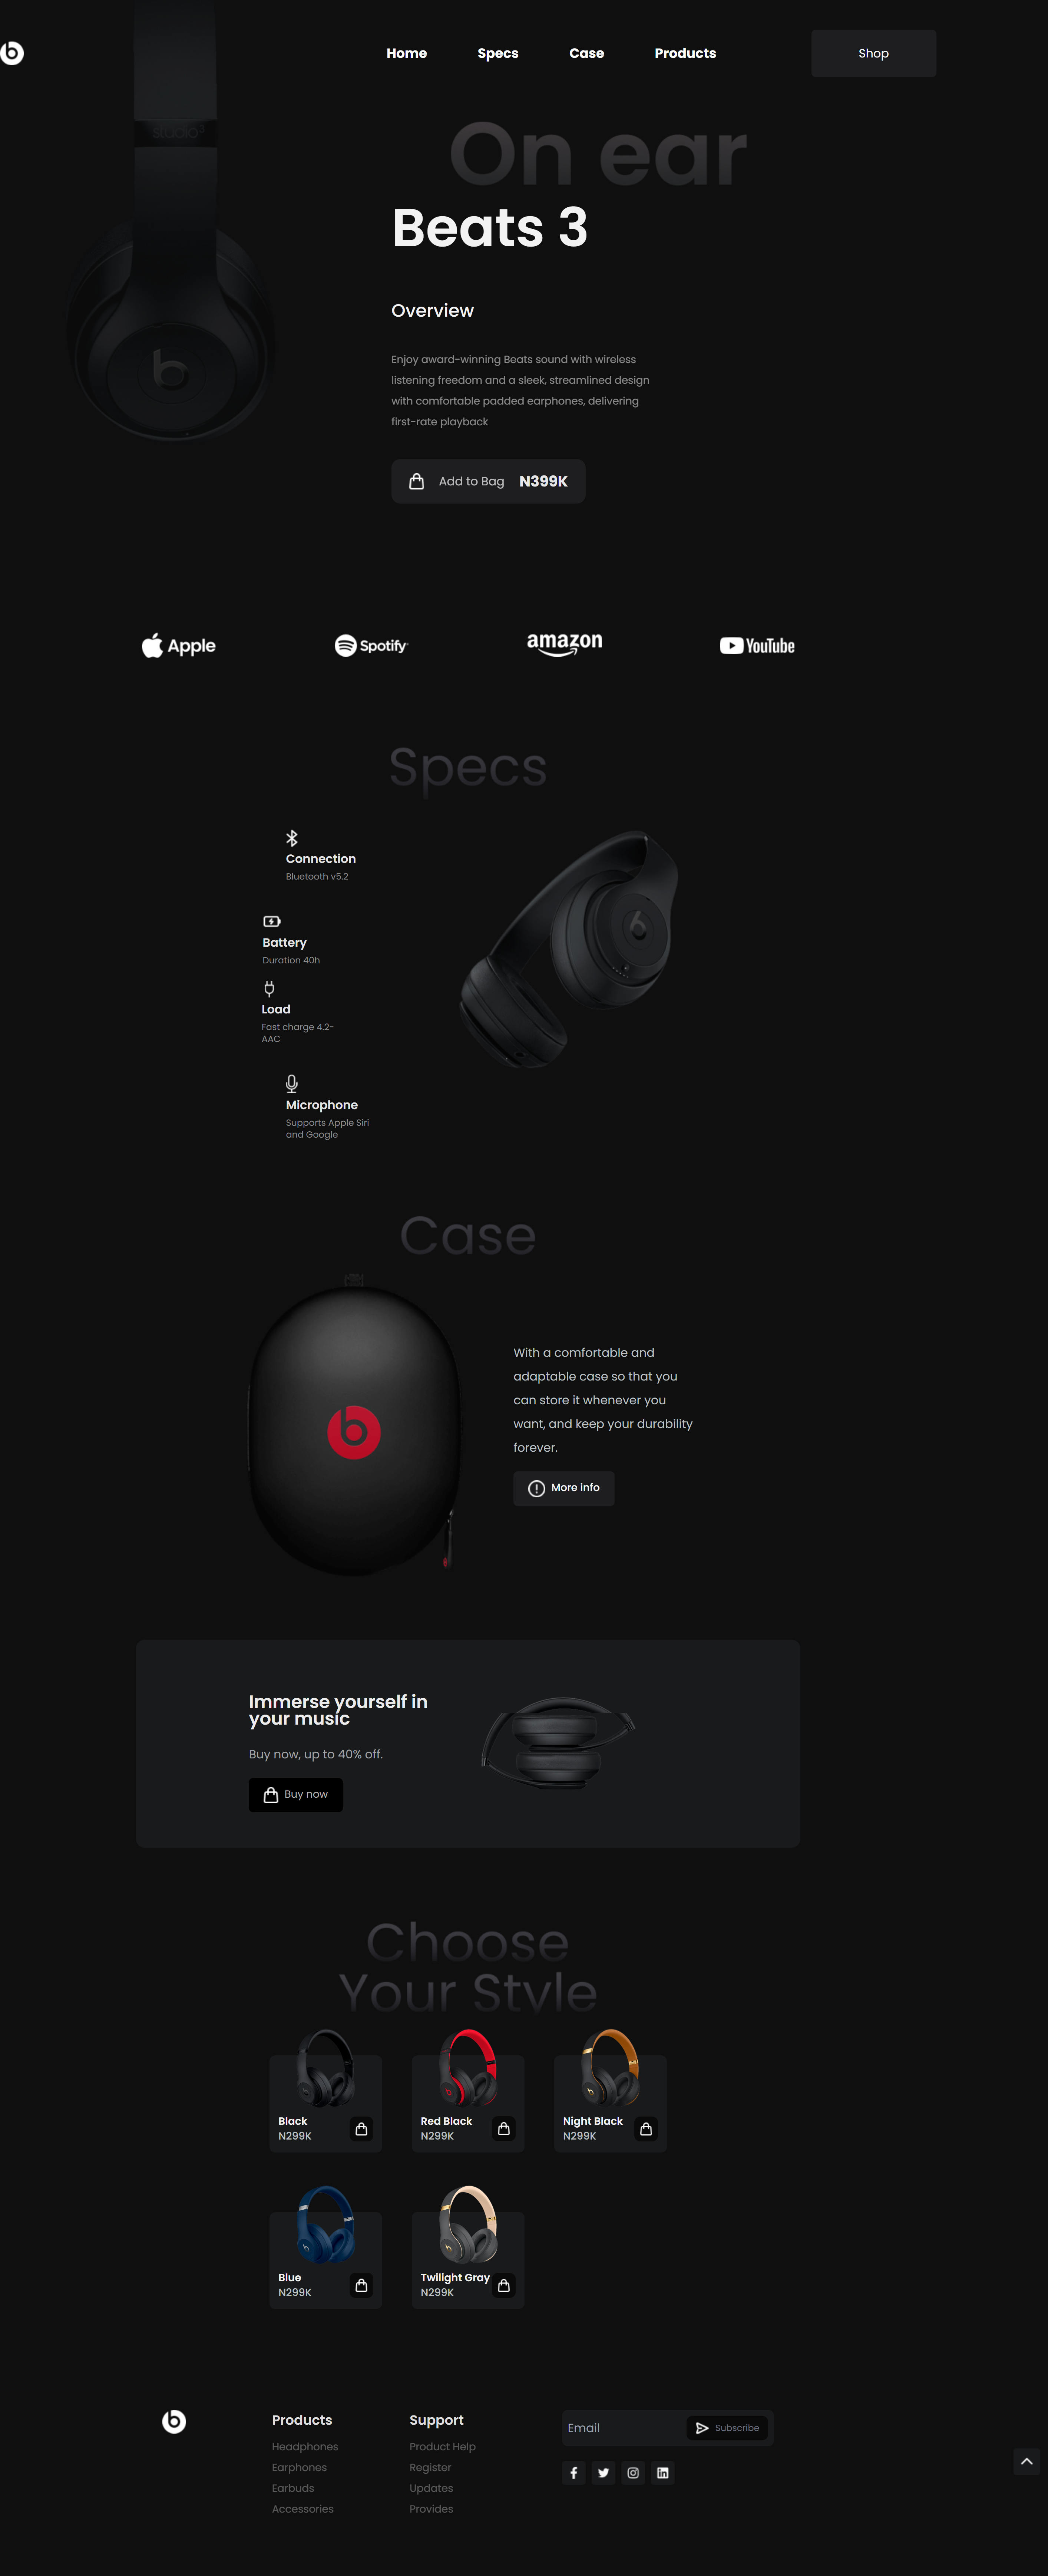 Home
Specs
Case
Products
Shop
studio3
On ear
Beats 3
Overview
Enjoy award-winning Beats sound with wireless
listening freedom and a sleek, streamlined design
with comfortable padded earphones, delivering
first-rate playback
Add to Bag N399K
Apple
Spotify
amazon
YouTube
Specs
Connection
Bluetooth v5.2
Battery
Duration 40h
Load
Fast charge 4.2-
AAC
Microphone
Supports Apple Siri
and Google
Case
With a comfortable and
adaptable case so that you
can store it whenever you
want, and keep your durability
forever.
More info
Immerse yourself in
your music
Buy now, up to 40% off.
Buy now
Choose
Your Style
Black
N299K
Red Black
N299K
Night Black
N299K
Blue
N299K
Twilight Gray
N299K
Products
Headphones
Earphones
Earbuds
Accessories
Support
Product Help
Register
Updates
Provides
Email
Subscribe